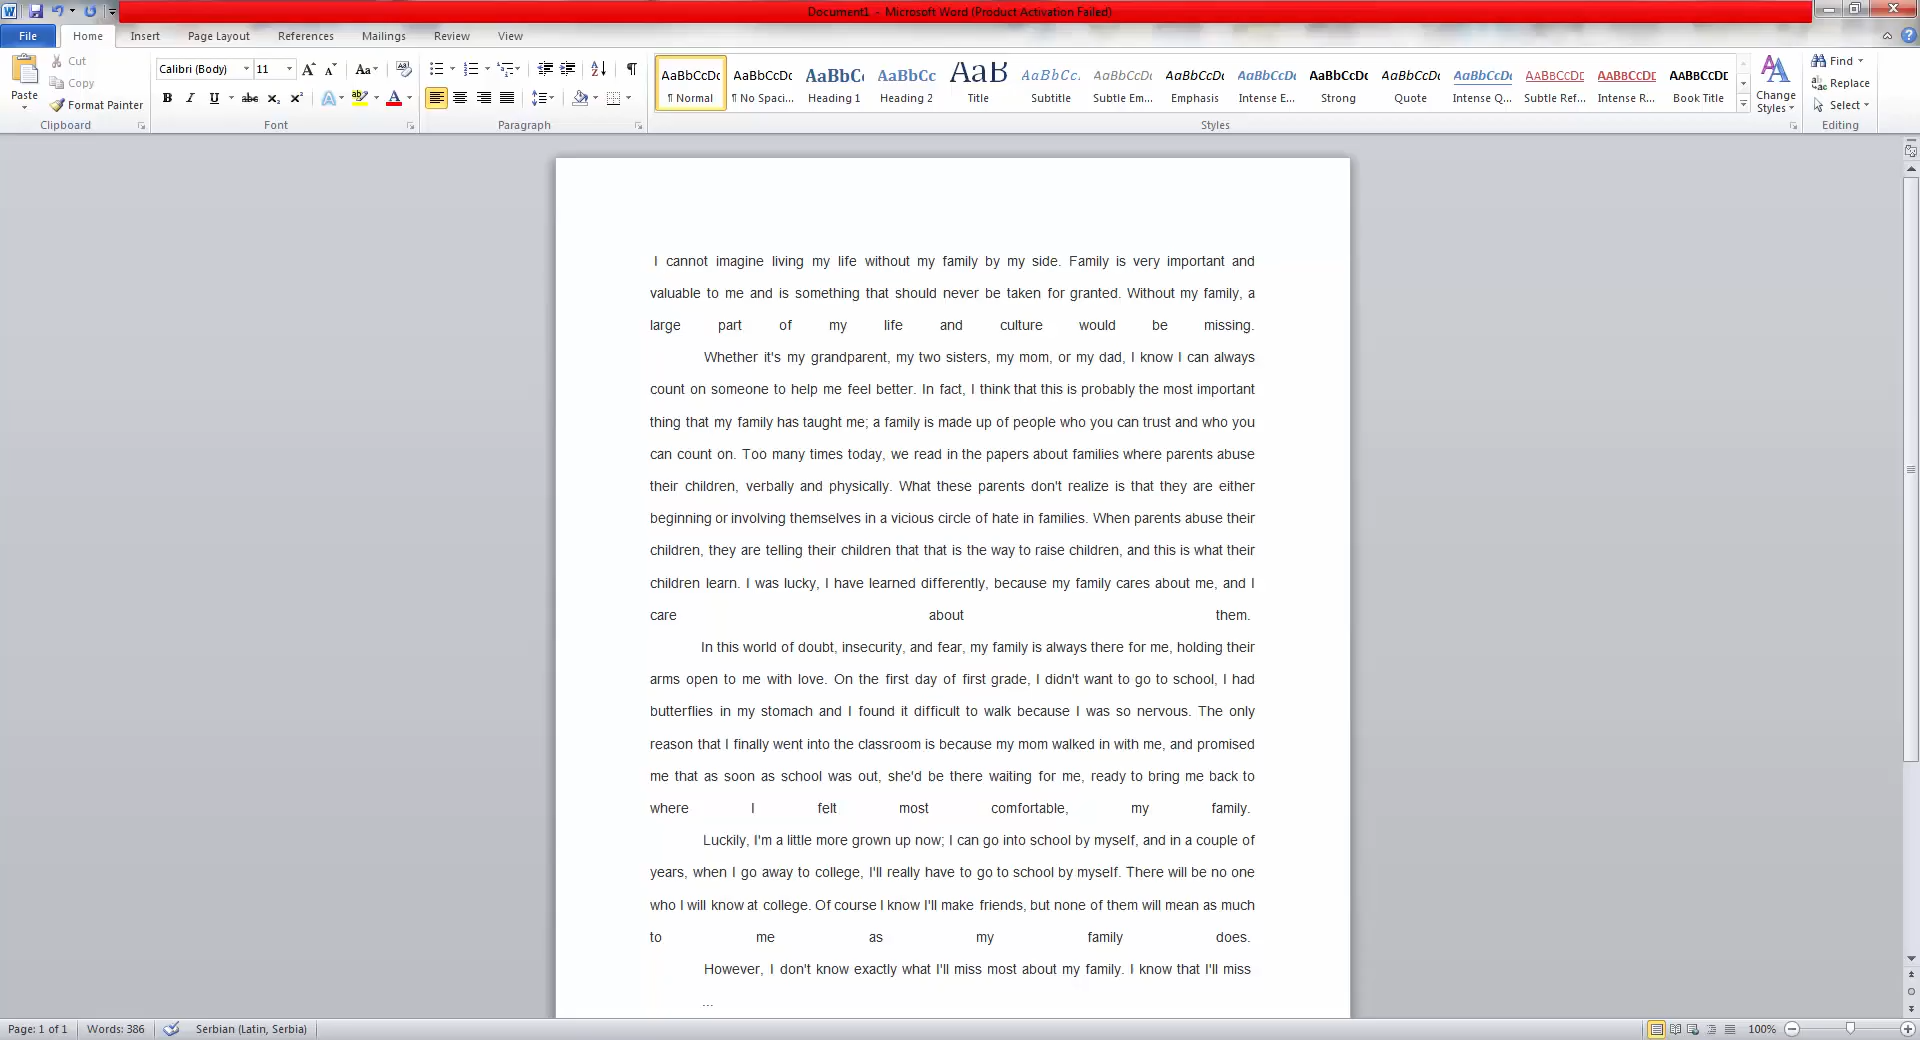 Document1 - Microsoft Word (Product Activation Failed)
File Home Insert Page Layout References Mailings Review View
Paste
Cut
Copy
Format Painter
Clipboard
Calibri (Body) 11
Font
Paragraph
AaBbCcDc AaBbCcDc AaBbC AaBbCc AaB AaBbCc. AaBbCcDc AaBbCcDc AaBbCcDc AaBbCcDc AaBbCcDc AaBbCcDc AABBCCDE AABBCCDE AABBCCDE
¶ Normal ¶ No Spaci... Heading 1 Heading 2 Title Subtitle Subtle Em... Emphasis Intense E... Strong Quote Intense Q... Subtle Ref... Intense R... Book Title
Styles
Change
Styles
Find
Replace
Select
Editing
I cannot imagine living my life without my family by my side. Family is very important and
valuable to me and is something that should never be taken for granted. Without my family, a
large part of my life and culture would be missing.
Whether it's my grandparent, my two sisters, my mom, or my dad, I know I can always
count on someone to help me feel better. In fact, I think that this is probably the most important
thing that my family has taught me; a family is made up of people who you can trust and who you
can count on. Too many times today, we read in the papers about families where parents abuse
their children, verbally and physically. What these parents don't realize is that they are either
beginning or involving themselves in a vicious circle of hate in families. When parents abuse their
children, they are telling their children that that is the way to raise children, and this is what their
children learn. I was lucky, I have learned differently, because my family cares about me, and I
care about them.
In this world of doubt, insecurity, and fear, my family is always there for me, holding their
arms open to me with love. On the first day of first grade, I didn't want to go to school, I had
butterflies in my stomach and I found it difficult to walk because I was so nervous. The only
reason that I finally went into the classroom is because my mom walked in with me, and promised
me that as soon as school was out, she'd be there waiting for me, ready to bring me back to
where I felt most comfortable, my family.
Luckily, I'm a little more grown up now; I can go into school by myself, and in a couple of
years, when I go away to college, I'll really have to go to school by myself. There will be no one
who I will know at college. Of course I know I'll make friends, but none of them will mean as much
to me as my family does.
However, I don't know exactly what I'll miss most about my family. I know that I'll miss
...
Page: 1 of 1 Words: 386 Serbian (Latin, Serbia) 100%